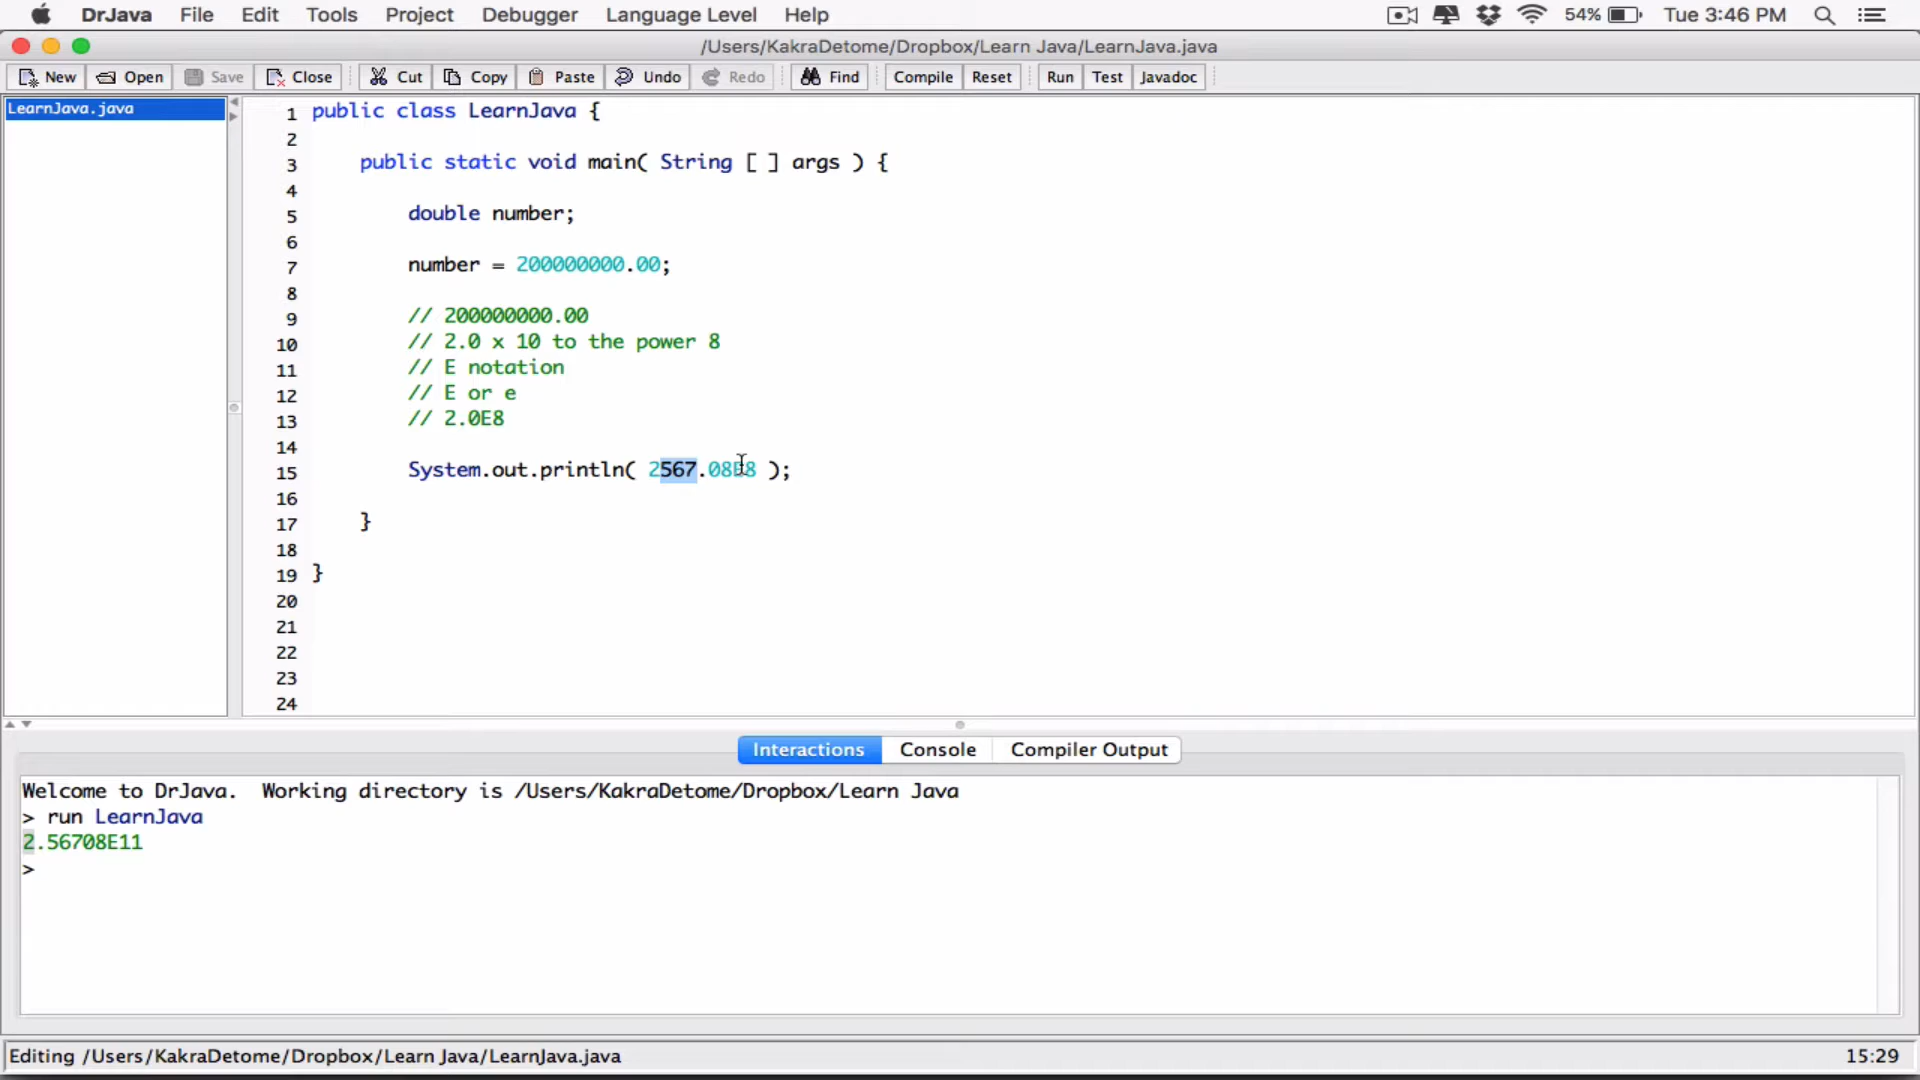 DrJava File Edit Tools Project Debugger Language Level Help 54% Tue 3:46 PM
/Users/KakraDetome/Dropbox/Learn Java/LearnJava.java
New Open Save Close Cut Copy Paste Undo Redo Find Compile Reset Run Test Javadoc
LearnJava.java
1 public class LearnJava {
2
3 public static void main( String [ ] args ) {
4
5 double number;
6
7 number = 200000000.00;
8
9 // 200000000.00
10 // 2.0 x 10 to the power 8
11 // E notation
12 // E or e
13 // 2.0E8
14
15 System.out.println( 2567.08E8 );
16
17 }
18
19 }
20
21
22
23
24
Interactions Console Compiler Output
Welcome to DrJava.  Working directory is /Users/KakraDetome/Dropbox/Learn Java
> run LearnJava
2.56708E11
>
Editing /Users/KakraDetome/Dropbox/Learn Java/LearnJava.java 15:29